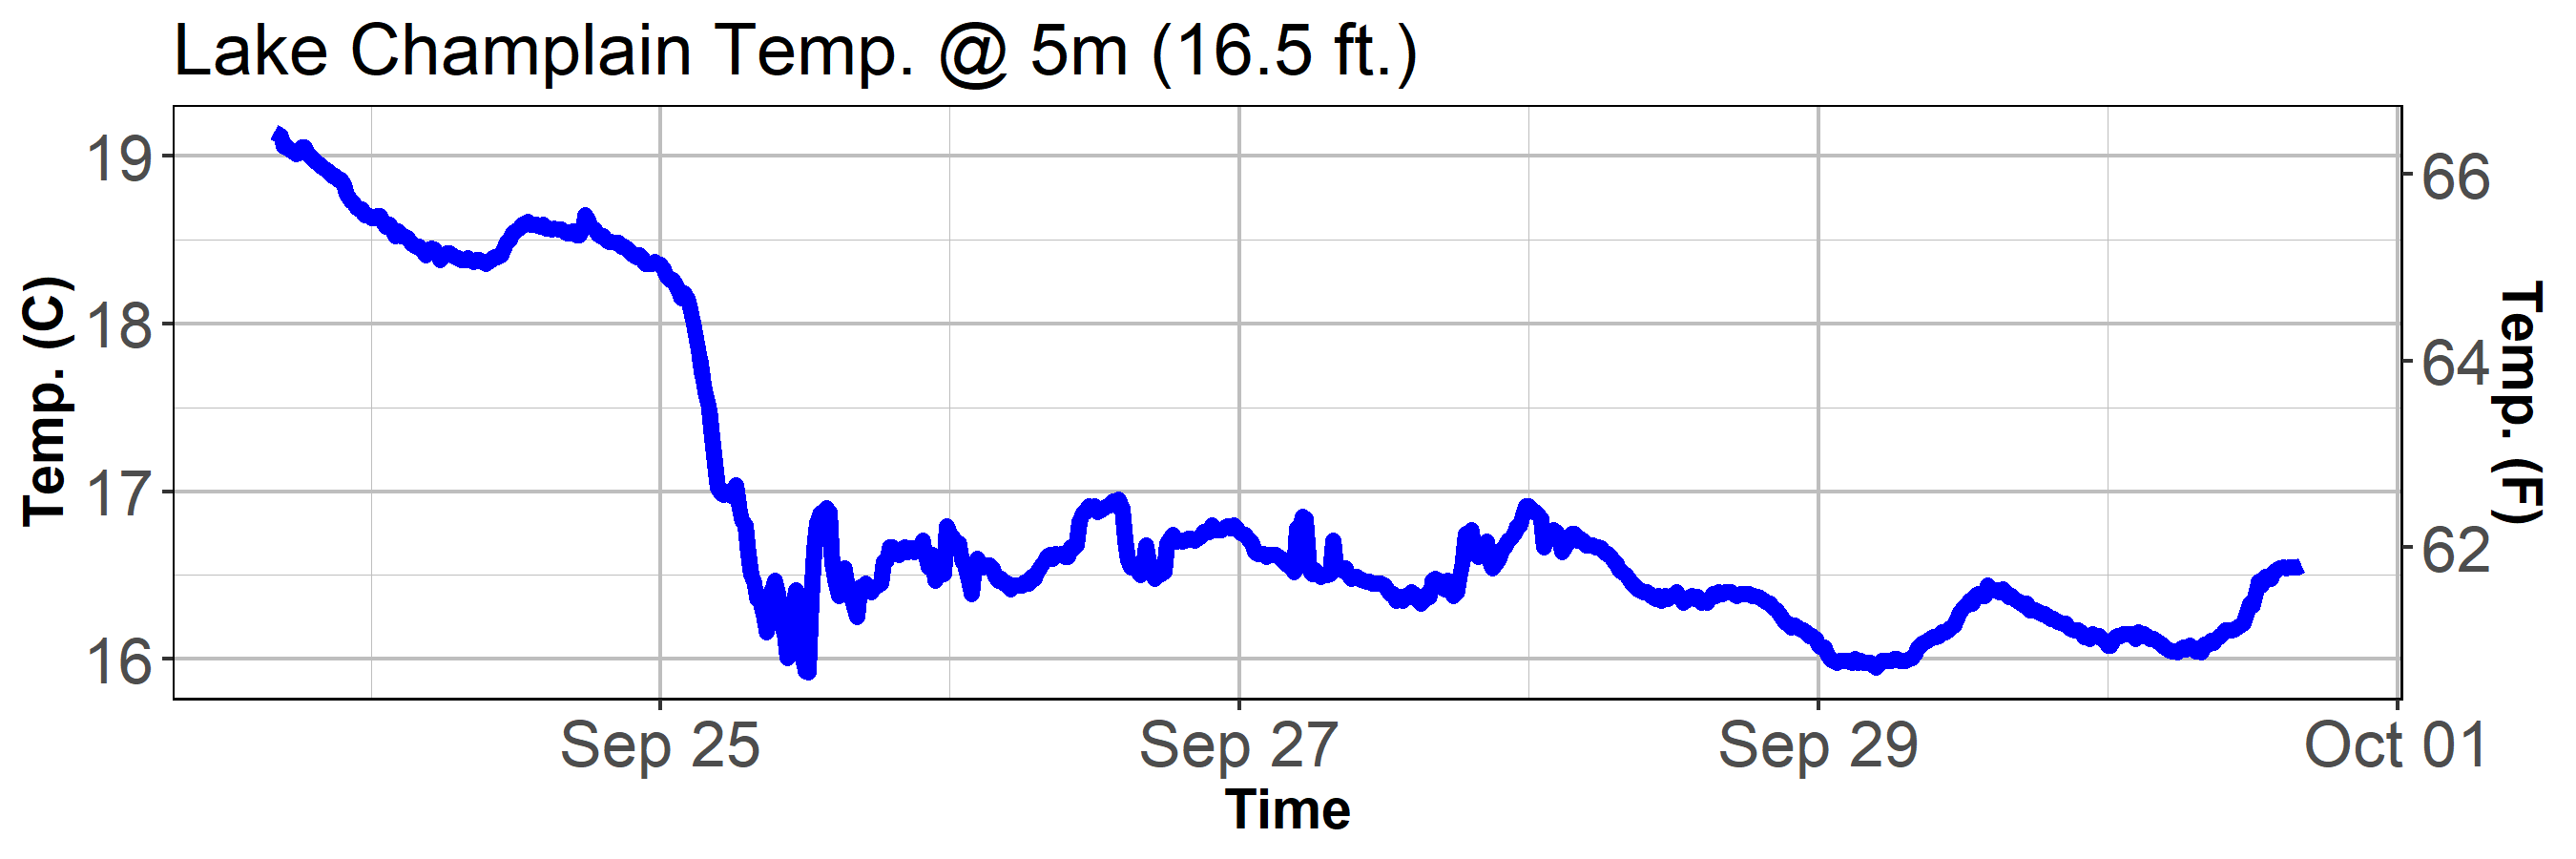 Lake Champlain Temp. @ 5m (16.5 ft.)
19
18
17
16
Temp. (C)
66
64
62
Temp. (F)
Sep 25 Sep 27 Sep 29 Oct 01
Time